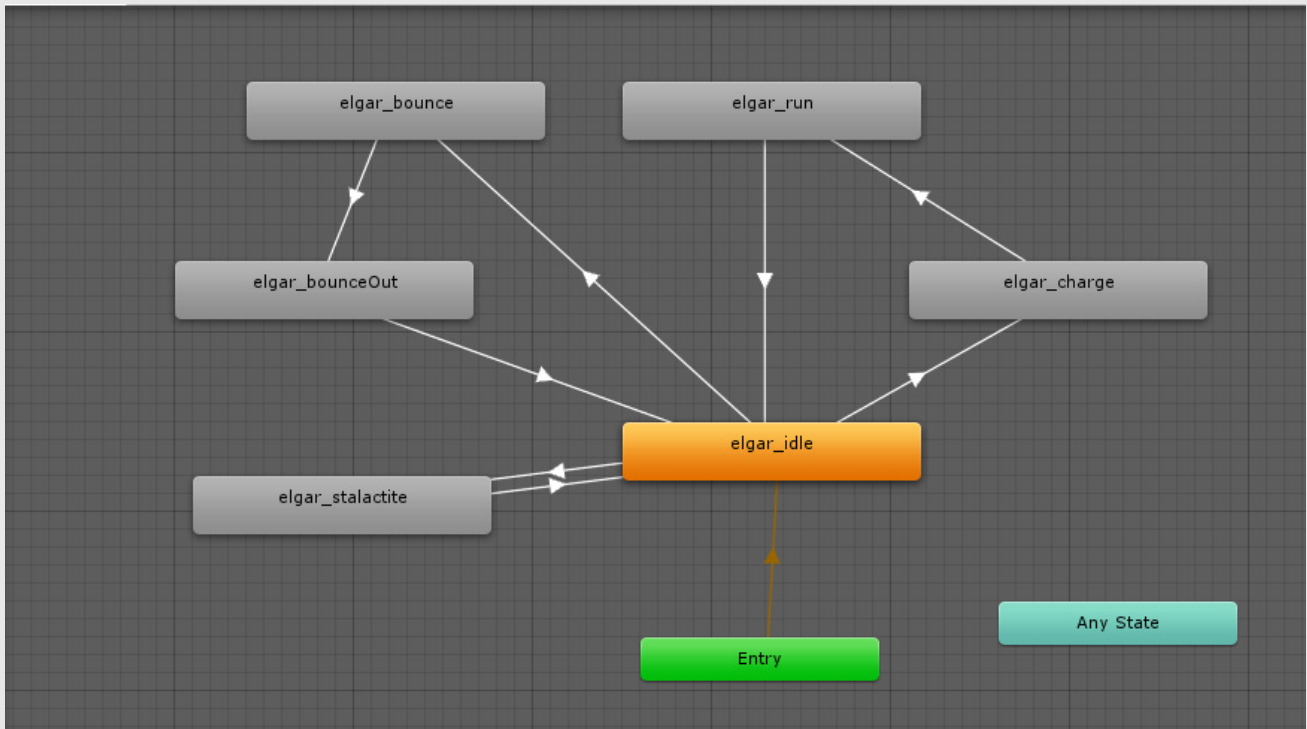 elgar_bounce
elgar_run
elgar_bounceOut
elgar_charge
elgar_idle
elgar_stalactite
Any State
Entry